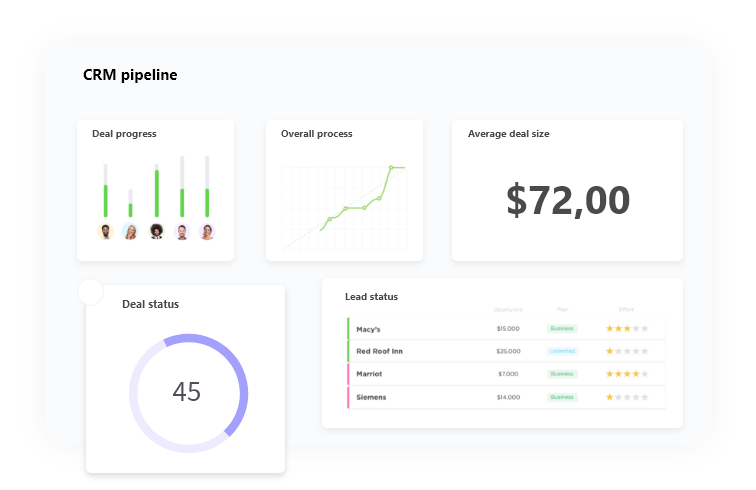 CRM pipeline
Deal progress
Overall process
Average deal size
$72,00
Deal status
45
Lead status
Oportunity Plan Effort
Macy's $15.000 Business
Red Roof Inn $25.000 Unlimited
Marriot $7.000 Business
Siemens $14.000 Business